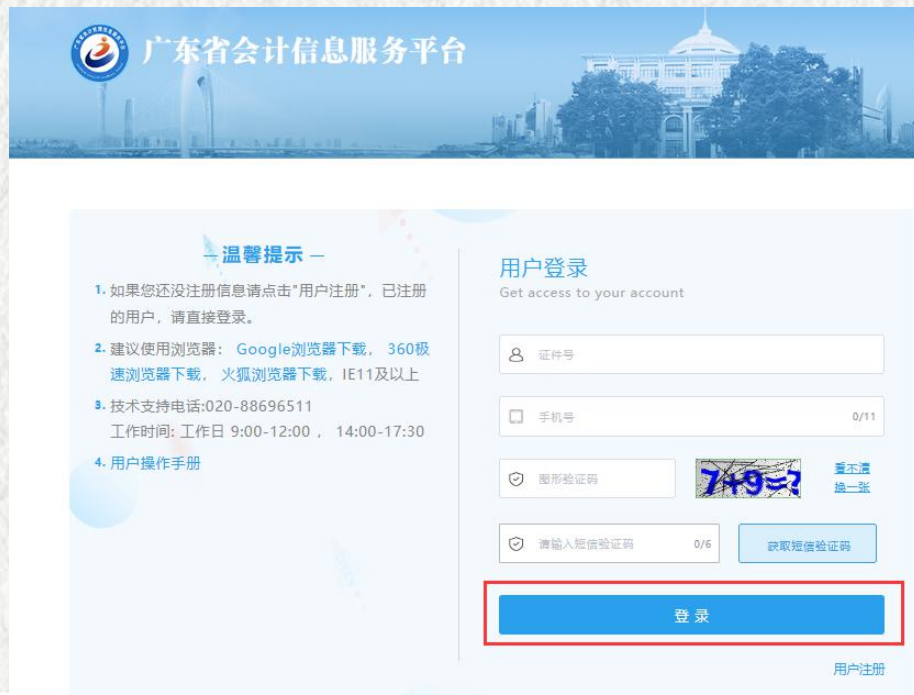 广东省会计信息服务平台
温馨提示
1. 如果您还没注册信息请点击"用户注册"，已注册
的用户，请直接登录。
2. 建议使用浏览器： Google浏览器下载， 360极
速浏览器下载， 火狐浏览器下载，IE11及以上
3. 技术支持电话:020-88696511
工作时间: 工作日 9:00-12:00 ， 14:00-17:30
4. 用户操作手册
用户登录
Get access to your account
证件号
手机号 0/11
图形验证码 7+9=? 看不清
换一张
请输入短信验证码 0/6 获取短信验证码
登 录
用户注册